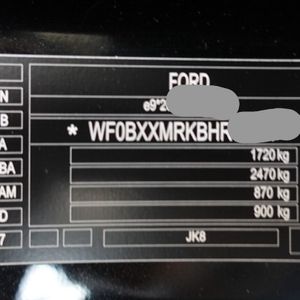 FORD
N e9*2
B * WF0BXXMRKBHR
A 1720 kg
BA 2470 kg
AM 870 kg
D 900 kg
7 JK8